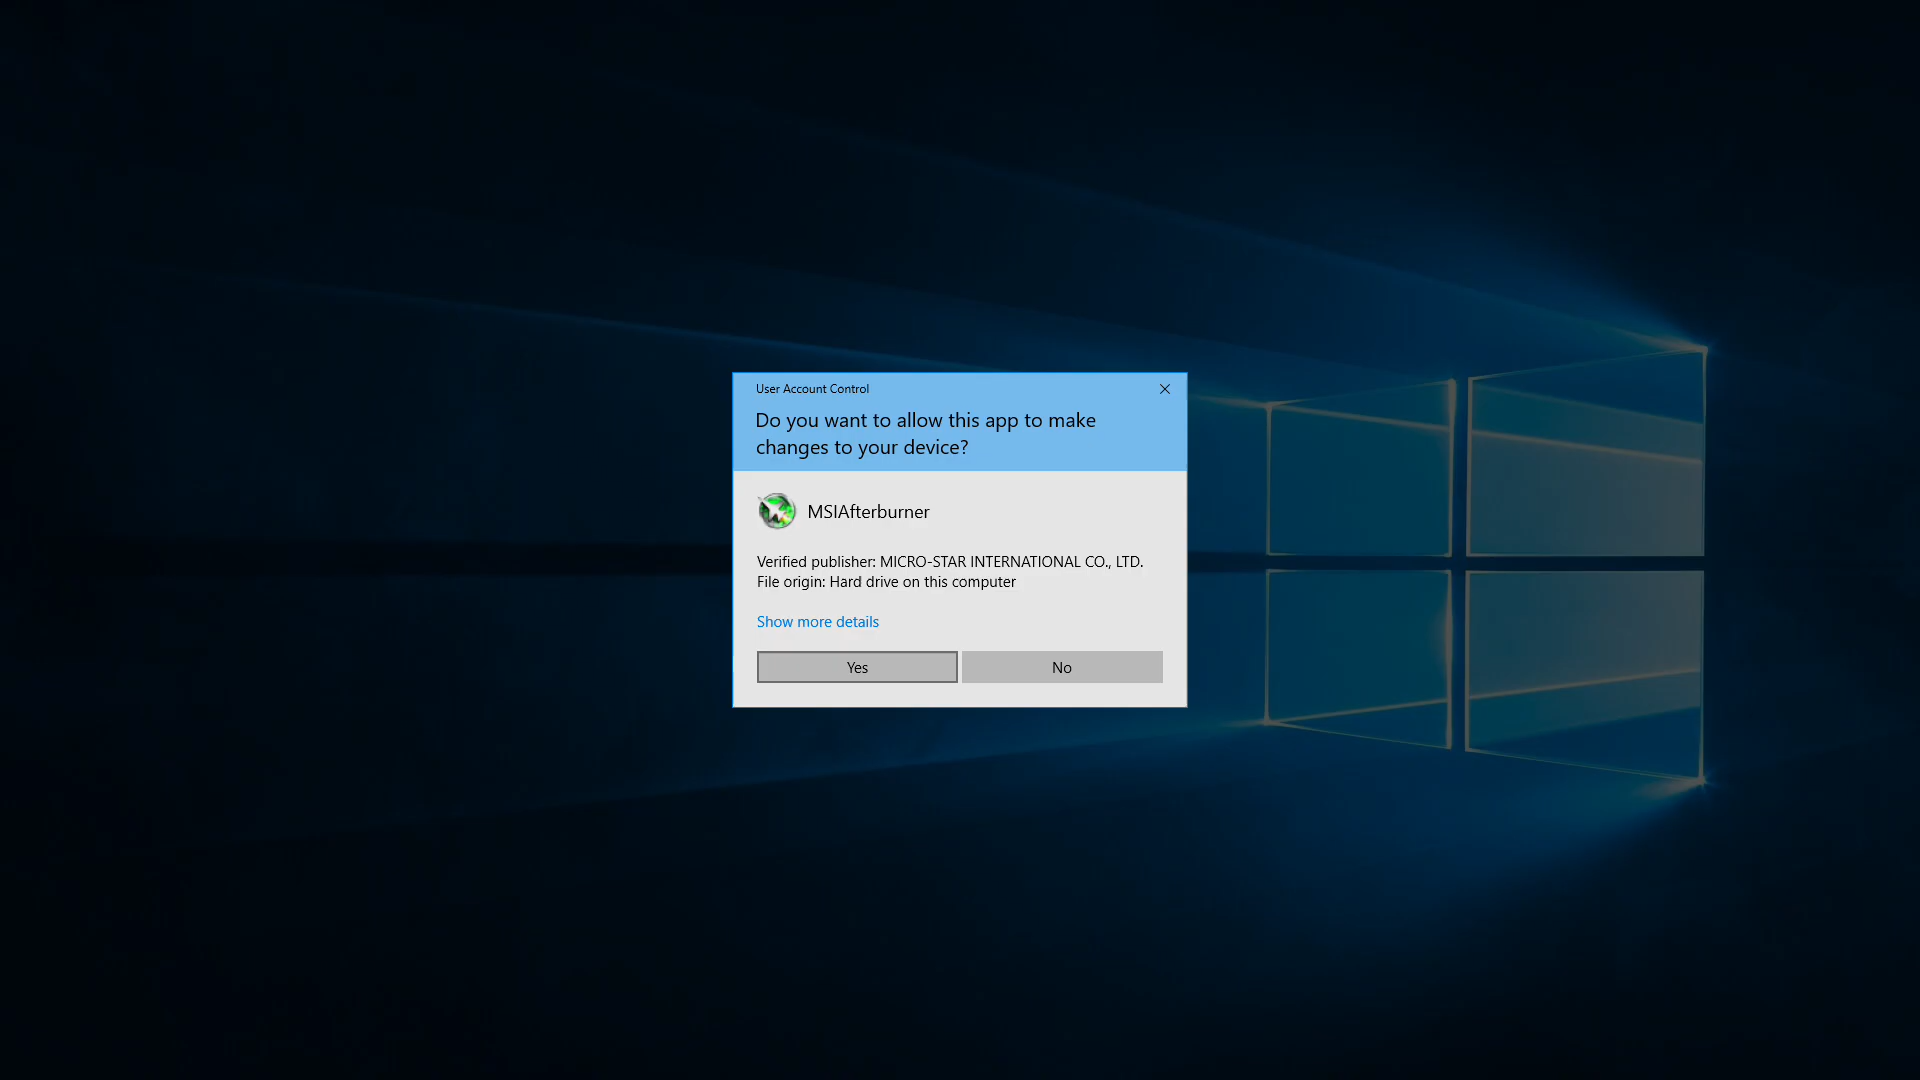 User Account Control
Do you want to allow this app to make
changes to your device?
MSIAfterburner
Verified publisher: MICRO-STAR INTERNATIONAL CO., LTD.
File origin: Hard drive on this computer
Show more details
Yes
No